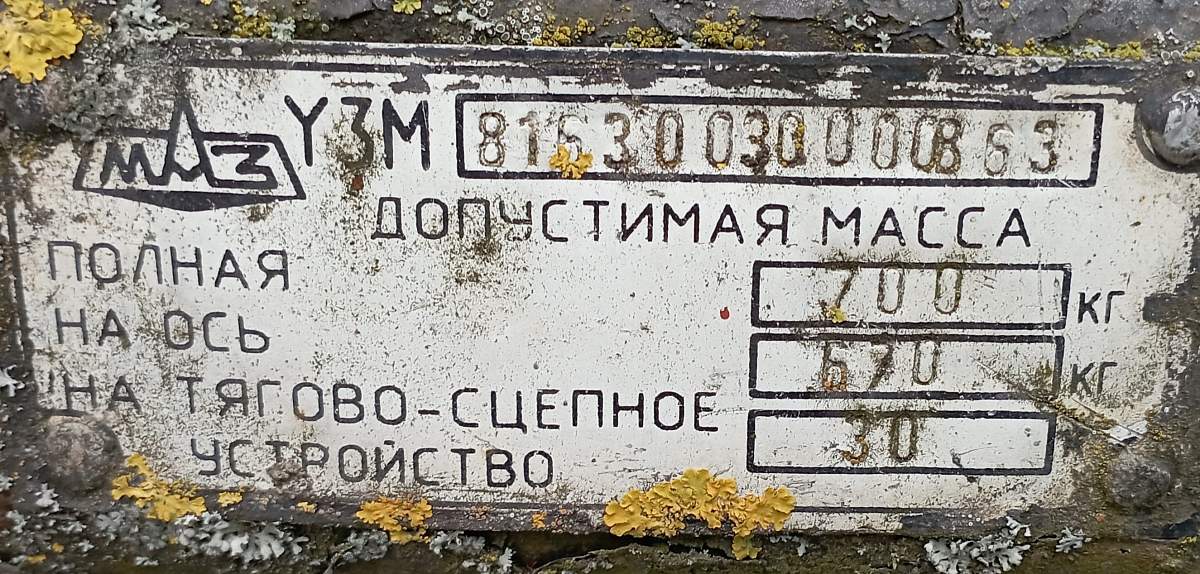 МАЗ УЗМ 81630030000863
ДОПУСТИМАЯ МАССА
ПОЛНАЯ 700 КГ
НА ОСЬ 670 КГ
НА ТЯГОВО-СЦЕПНОЕ 30
УСТРОЙСТВО